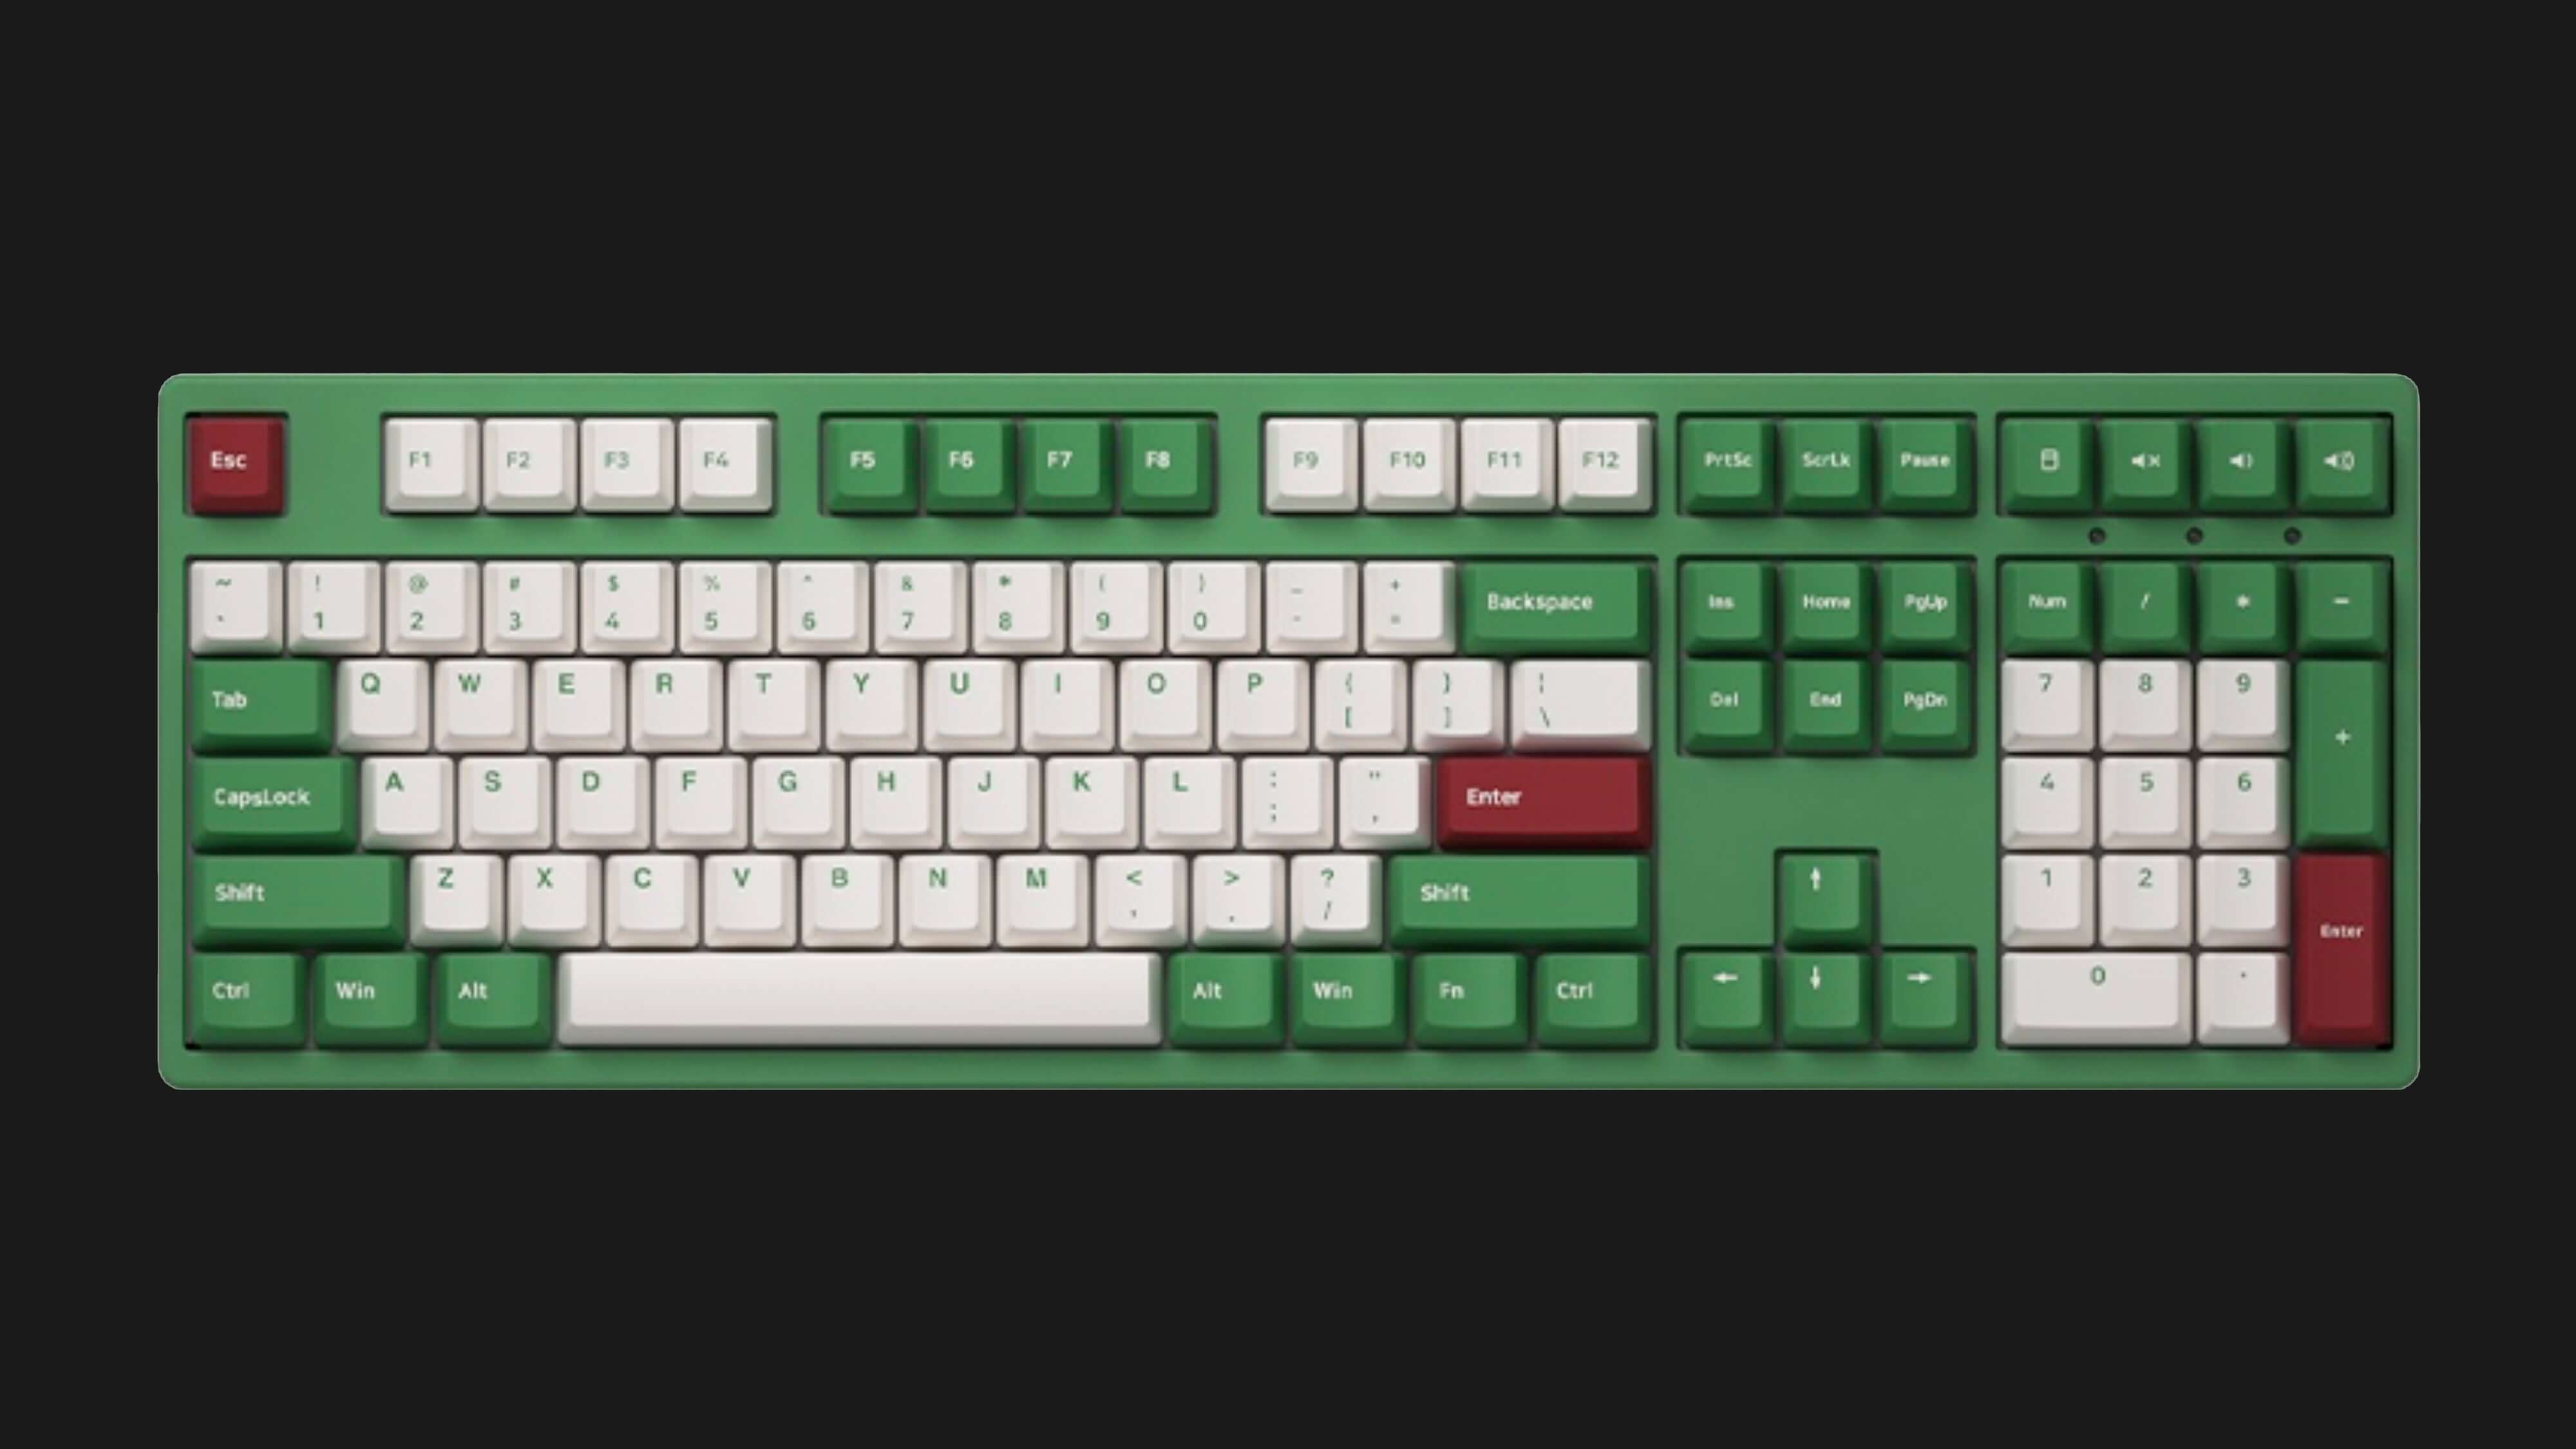 Esc F1 F2 F3 F4 F5 F6 F7 F8 F9 F10 F11 F12 PrtSc ScrLk Pause
~ ! @ # $ % ^ & * ( ) _ +
` 1 2 3 4 5 6 7 8 9 0 - = Backspace Ins Home PgUp Num / * −
Tab Q W E R T Y U I O P { } ¦ Del End PgDn 7 8 9 +
[ ] \
CapsLock A S D F G H J K L : " Enter 4 5 6
; ,
Shift Z X C V B N M < > ? Shift ↑ 1 2 3 Enter
, . /
Ctrl Win Alt Alt Win Fn Ctrl ← ↓ → 0 .